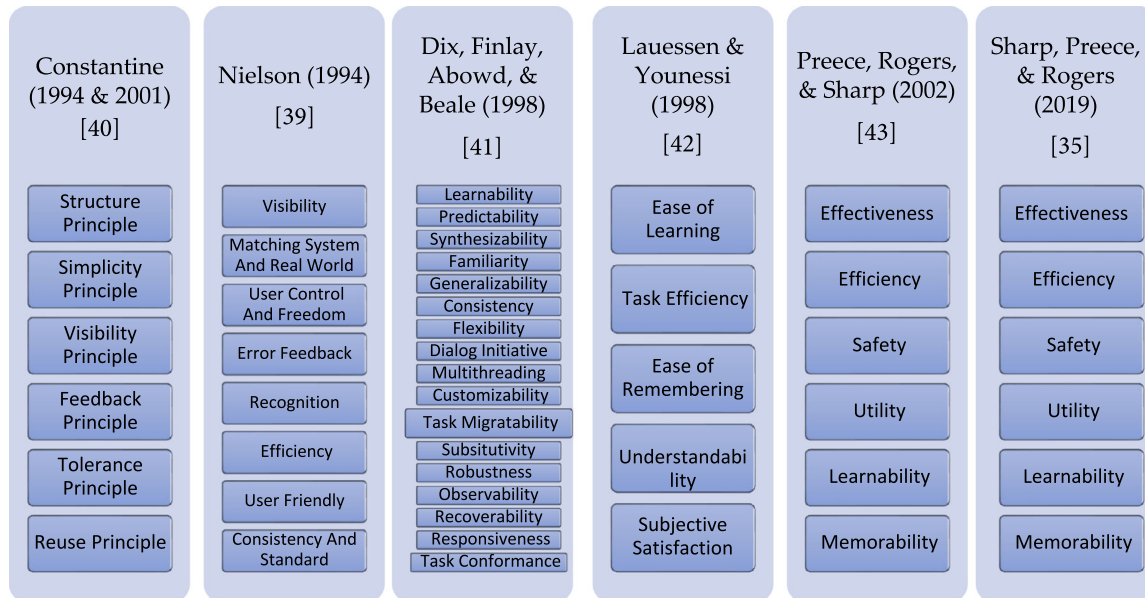 Constantine
(1994 & 2001)
[40]
Structure
Principle
Simplicity
Principle
Visibility
Principle
Feedback
Principle
Tolerance
Principle
Reuse Principle
Nielson (1994)
[39]
Visibility
Matching System
And Real World
User Control
And Freedom
Error Feedback
Recognition
Efficiency
User Friendly
Consistency And
Standard
Dix, Finlay,
Abowd, &
Beale (1998)
[41]
Learnability
Predictability
Synthesizability
Familiarity
Generalizability
Consistency
Flexibility
Dialog Initiative
Multithreading
Customizability
Task Migratability
Subsitutivity
Robustness
Observability
Recoverability
Responsiveness
Task Conformance
Lauessen &
Younessi
(1998)
[42]
Ease of
Learning
Task Efficiency
Ease of
Remembering
Understandabi
lity
Subjective
Satisfaction
Preece, Rogers,
& Sharp (2002)
[43]
Effectiveness
Efficiency
Safety
Utility
Learnability
Memorability
Sharp, Preece,
& Rogers
(2019)
[35]
Effectiveness
Efficiency
Safety
Utility
Learnability
Memorability